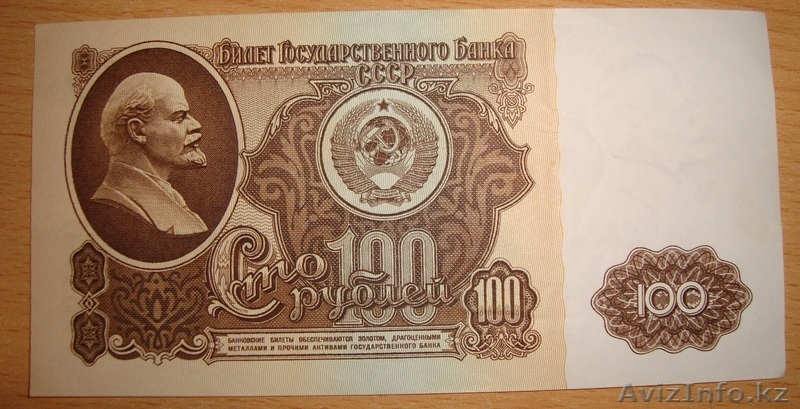 Билет Государственного Банка
СССР
100
Сто
рублей
100
100
БАНКОВСКИЕ БИЛЕТЫ ОБЕСПЕЧИВАЮТСЯ ЗОЛОТОМ, ДРАГОЦЕННЫМИ
МЕТАЛЛАМИ И ПРОЧИМИ АКТИВАМИ ГОСУДАРСТВЕННОГО БАНКА
AvizInfo.kz